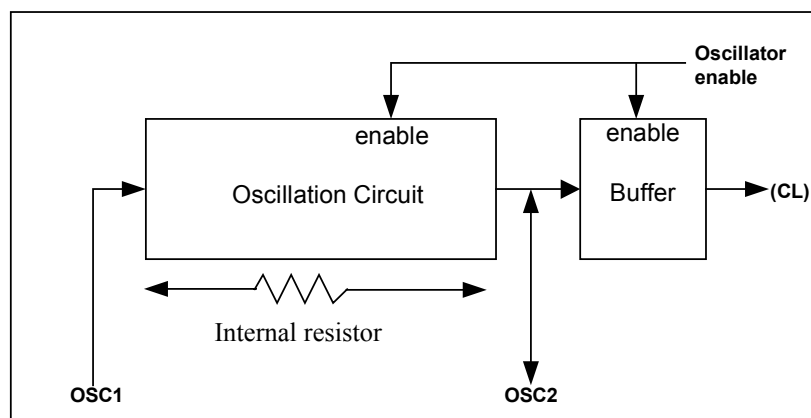 Oscillator
enable
enable
enable
Oscillation Circuit
Buffer
(CL)
Internal resistor
OSC1
OSC2